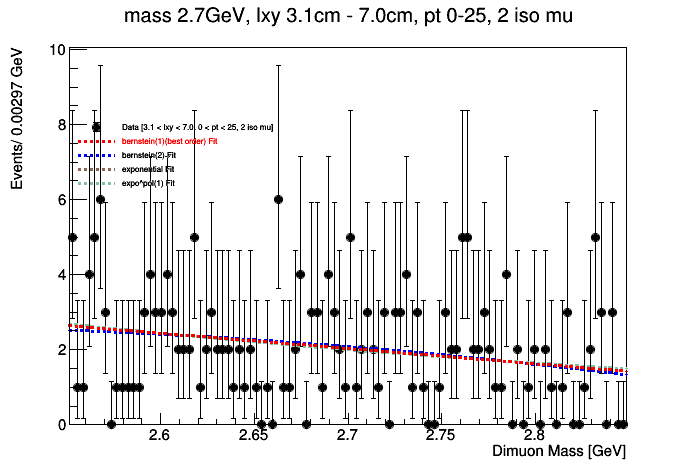 mass 2.7GeV, lxy 3.1cm - 7.0cm, pt 0-25, 2 iso mu
Events/ 0.00297 GeV
10
8
6
4
2
0
Data [3.1 < lxy < 7.0, 0 < pt < 25, 2 iso mu]
bernstein(1)(best order) Fit
bernstein(2)-Fit
exponential Fit
expo*pol(1) Fit
2.6 2.65 2.7 2.75 2.8
Dimuon Mass [GeV]